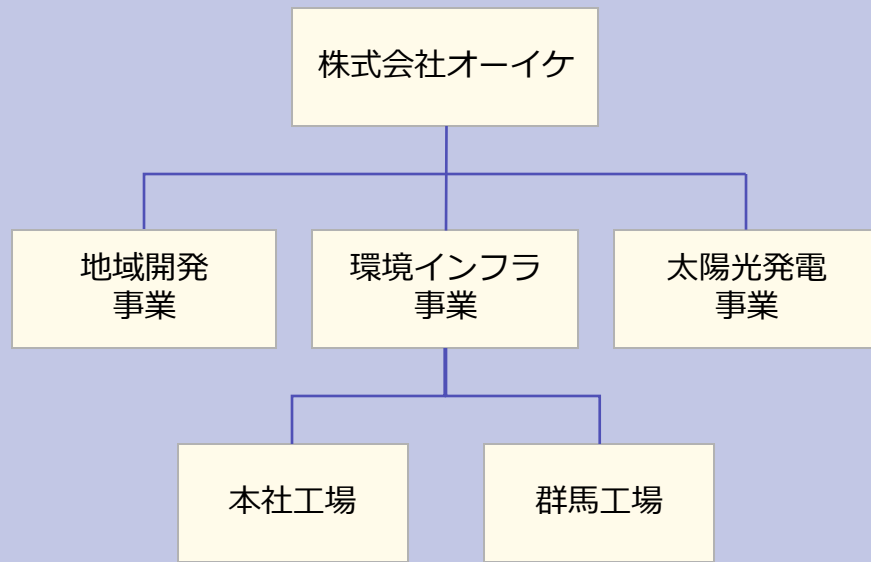 株式会社オーイケ
地域開発
事業
環境インフラ
事業
太陽光発電
事業
本社工場
群馬工場